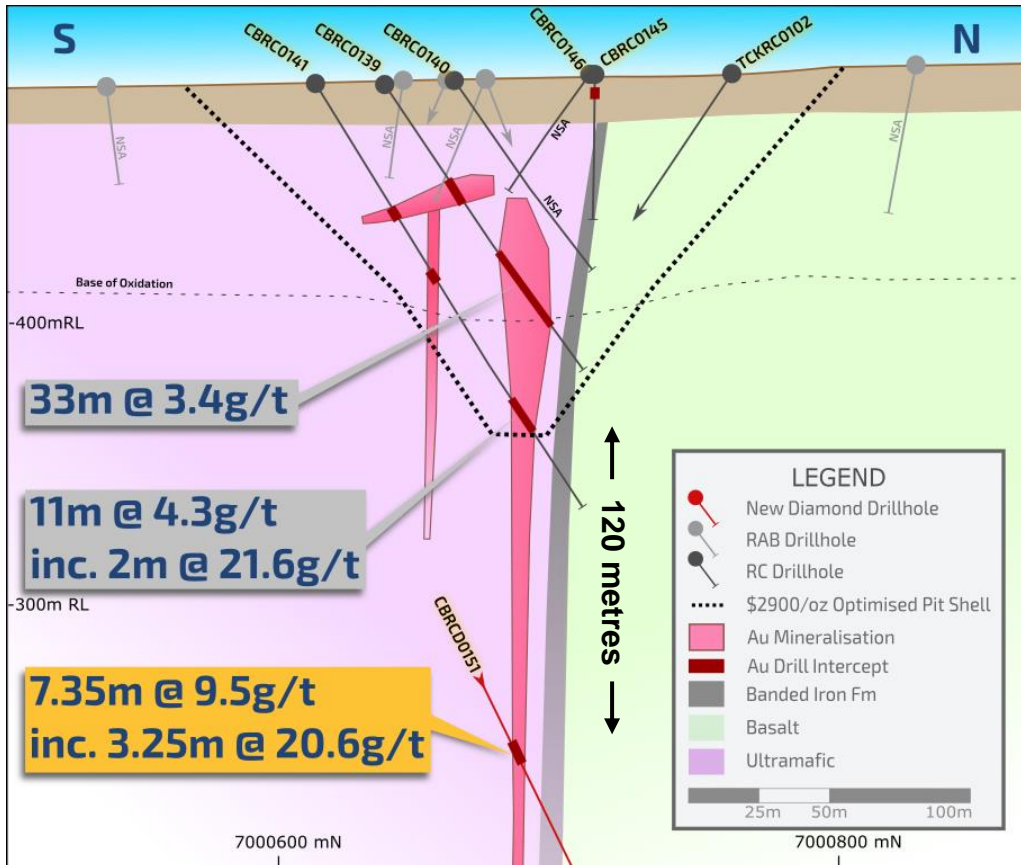 S
N
CBRC0141
CBRC0139
CBRC0140
CBRC0146
CBRC0145
TCKRC0102
NSA
NSA
NSA
NSA
NSA
NSA
Base of Oxidation
-400mRL
33m @ 3.4g/t
11m @ 4.3g/t
inc. 2m @ 21.6g/t
120 metres
-300m RL
CBRCD0151
7.35m @ 9.5g/t
inc. 3.25m @ 20.6g/t
LEGEND
New Diamond Drillhole
RAB Drillhole
RC Drillhole
$2900/oz Optimised Pit Shell
Au Mineralisation
Au Drill Intercept
Banded Iron Fm
Basalt
Ultramafic
25m 50m 100m
7000600 mN
7000800 mN